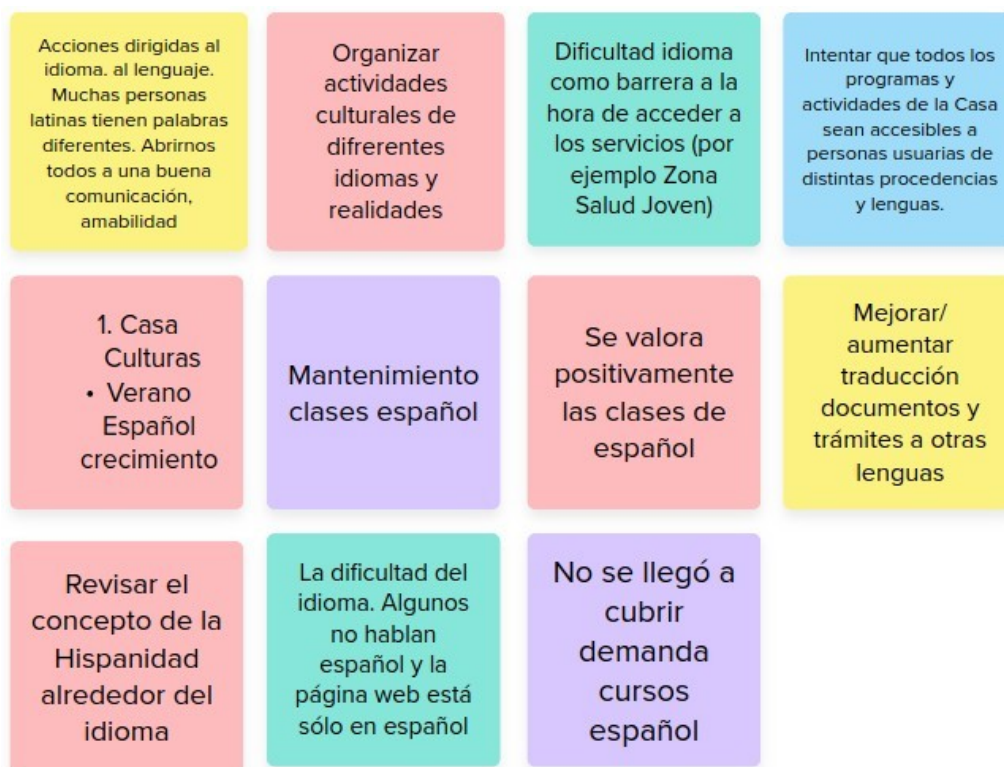 Acciones dirigidas al
idioma. al lenguaje.
Muchas personas
latinas tienen palabras
diferentes. Abrirnos
todos a una buena
comunicación,
amabilidad
Organizar
actividades
culturales de
difrerentes
idiomas y
realidades
Dificultad idioma
como barrera a la
hora de acceder a
los servicios (por
ejemplo Zona
Salud Joven)
Intentar que todos los
programas y
actividades de la Casa
sean accesibles a
personas usuarias de
distintas procedencias
y lenguas.
1. Casa
Culturas
• Verano
Español
crecimiento
Mantenimiento
clases español
Se valora
positivamente
las clases de
español
Mejorar/
aumentar
traducción
documentos y
trámites a otras
lenguas
Revisar el
concepto de la
Hispanidad
alrededor del
idioma
La dificultad del
idioma. Algunos
no hablan
español y la
página web está
sólo en español
No se llegó a
cubrir
demanda
cursos
español